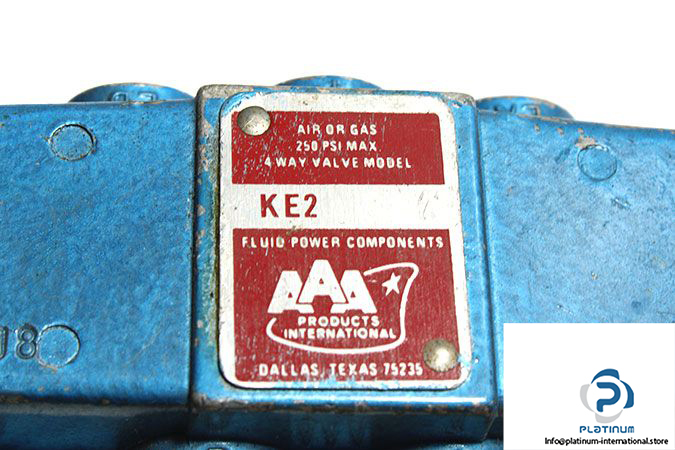 AIR OR GAS
250 PSI MAX
4 WAY VALVE MODEL
KE2
FLUID POWER COMPONENTS
AAA
PRODUCTS
INTERNATIONAL
DALLAS, TEXAS 75235
PLATINUM
INTERNATIONAL
info@platinum-international.store